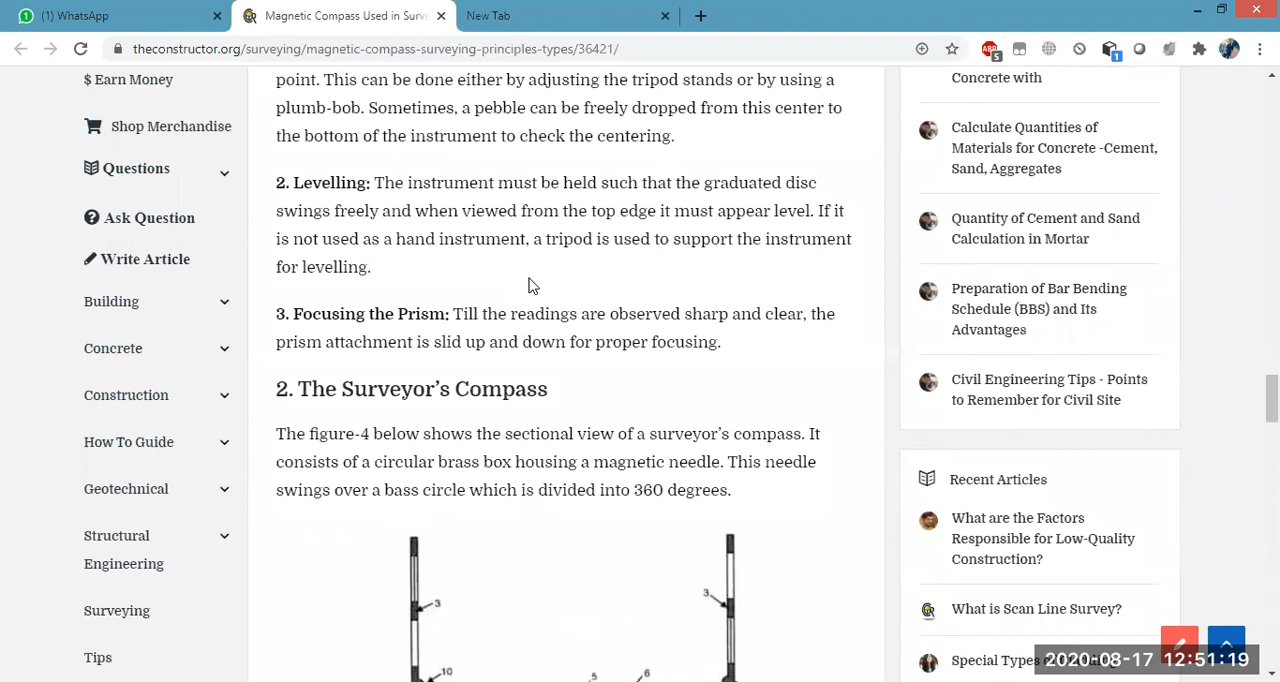 (1) WhatsApp
Magnetic Compass Used in Surv
New Tab
theconstructor.org/surveying/magnetic-compass-surveying-principles-types/36421/
ABP
5
1
$ Earn Money
Shop Merchandise
Questions
Ask Question
Write Article
Building
Concrete
Construction
How To Guide
Geotechnical
Structural
Engineering
Surveying
Tips
point. This can be done either by adjusting the tripod stands or by using a
plumb-bob. Sometimes, a pebble can be freely dropped from this center to
the bottom of the instrument to check the centering.
2. Levelling: The instrument must be held such that the graduated disc
swings freely and when viewed from the top edge it must appear level. If it
is not used as a hand instrument, a tripod is used to support the instrument
for levelling.
3. Focusing the Prism: Till the readings are observed sharp and clear, the
prism attachment is slid up and down for proper focusing.
2. The Surveyor's Compass
The figure-4 below shows the sectional view of a surveyor's compass. It
consists of a circular brass box housing a magnetic needle. This needle
swings over a bass circle which is divided into 360 degrees.
3
3
10
5
6
Concrete with
Calculate Quantities of
Materials for Concrete -Cement,
Sand, Aggregates
Quantity of Cement and Sand
Calculation in Mortar
Preparation of Bar Bending
Schedule (BBS) and Its
Advantages
Civil Engineering Tips - Points
to Remember for Civil Site
Recent Articles
What are the Factors
Responsible for Low-Quality
Construction?
What is Scan Line Survey?
Special Types
2020-08-17 12:51:19